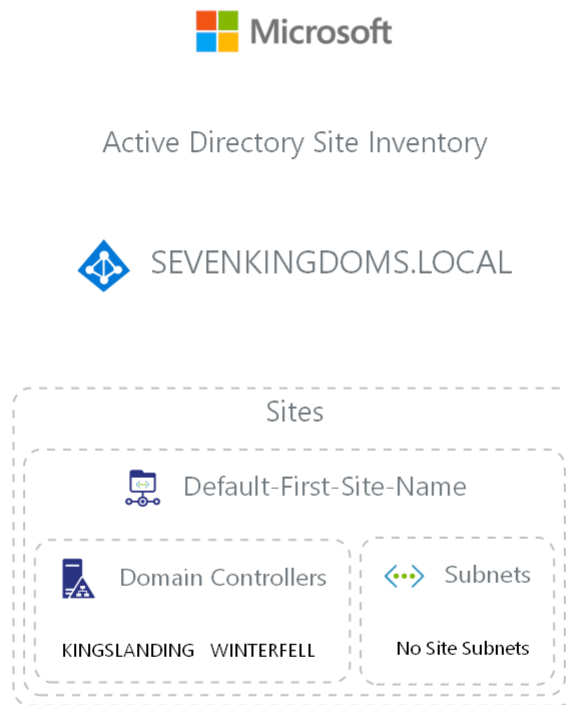 Microsoft
Active Directory Site Inventory
SEVENKINGDOMS.LOCAL
Sites
Default-First-Site-Name
Domain Controllers
Subnets
KINGSLANDING WINTERFELL
No Site Subnets